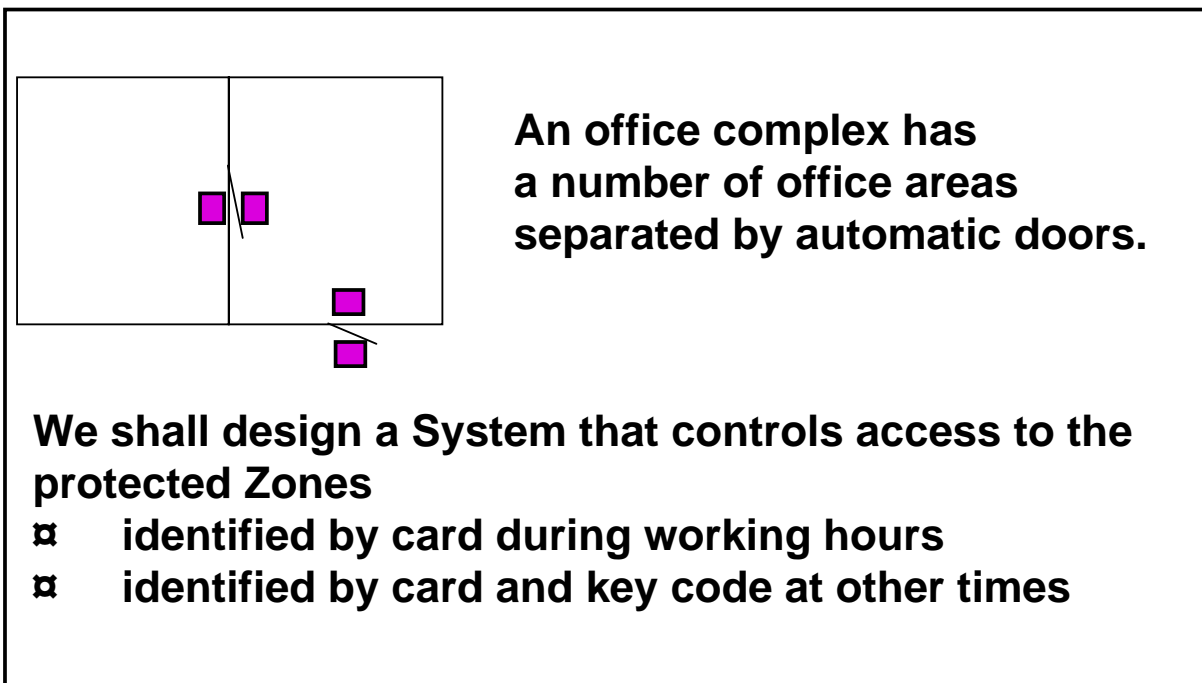 An office complex has
a number of office areas
separated by automatic doors.
We shall design a System that controls access to the
protected Zones
¤ identified by card during working hours
¤ identified by card and key code at other times